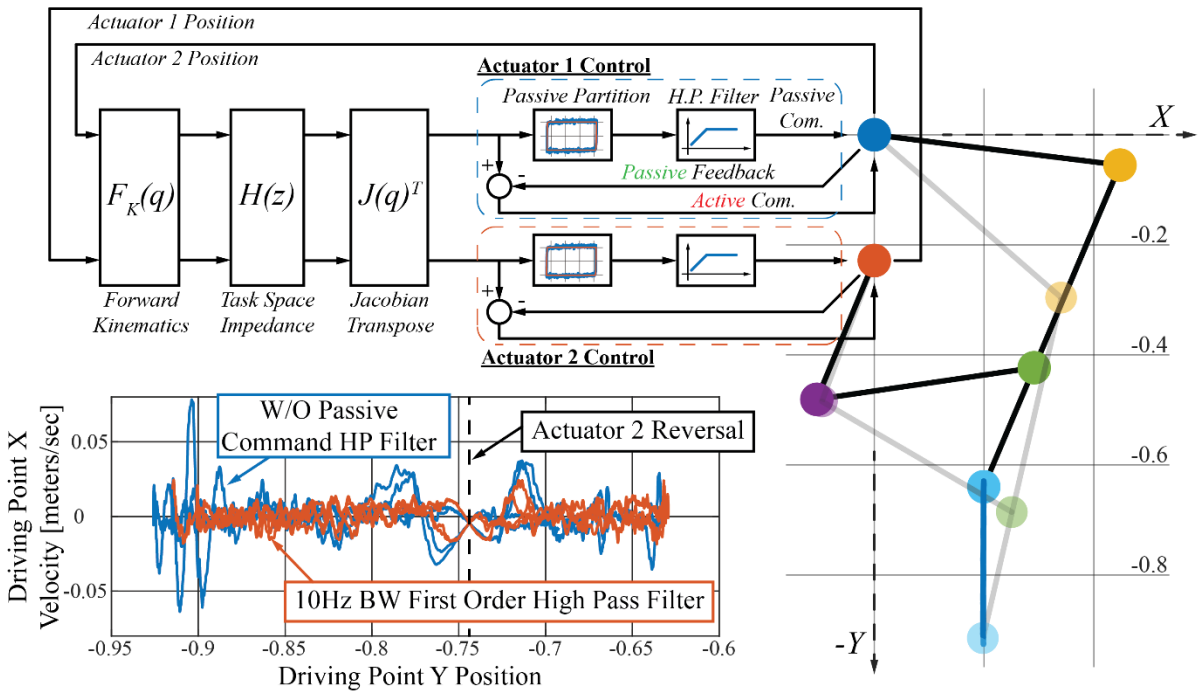 Actuator 1 Position
Actuator 2 Position
Actuator 1 Control
Passive Partition
H.P. Filter
Passive
Com.
X
F_K(q)
H(z)
J(q)^T
+
-
Passive Feedback
Active Com.
-0.2
+
-
Forward
Kinematics
Task Space
Impedance
Jacobian
Transpose
Actuator 2 Control
-0.4
-0.6
-0.8
-Y
W/O Passive
Command HP Filter
Actuator 2 Reversal
10Hz BW First Order High Pass Filter
Driving Point X
Velocity [meters/sec]
0.05
0
-0.05
-0.95
-0.9
-0.85
-0.8
-0.75
-0.7
-0.65
-0.6
Driving Point Y Position